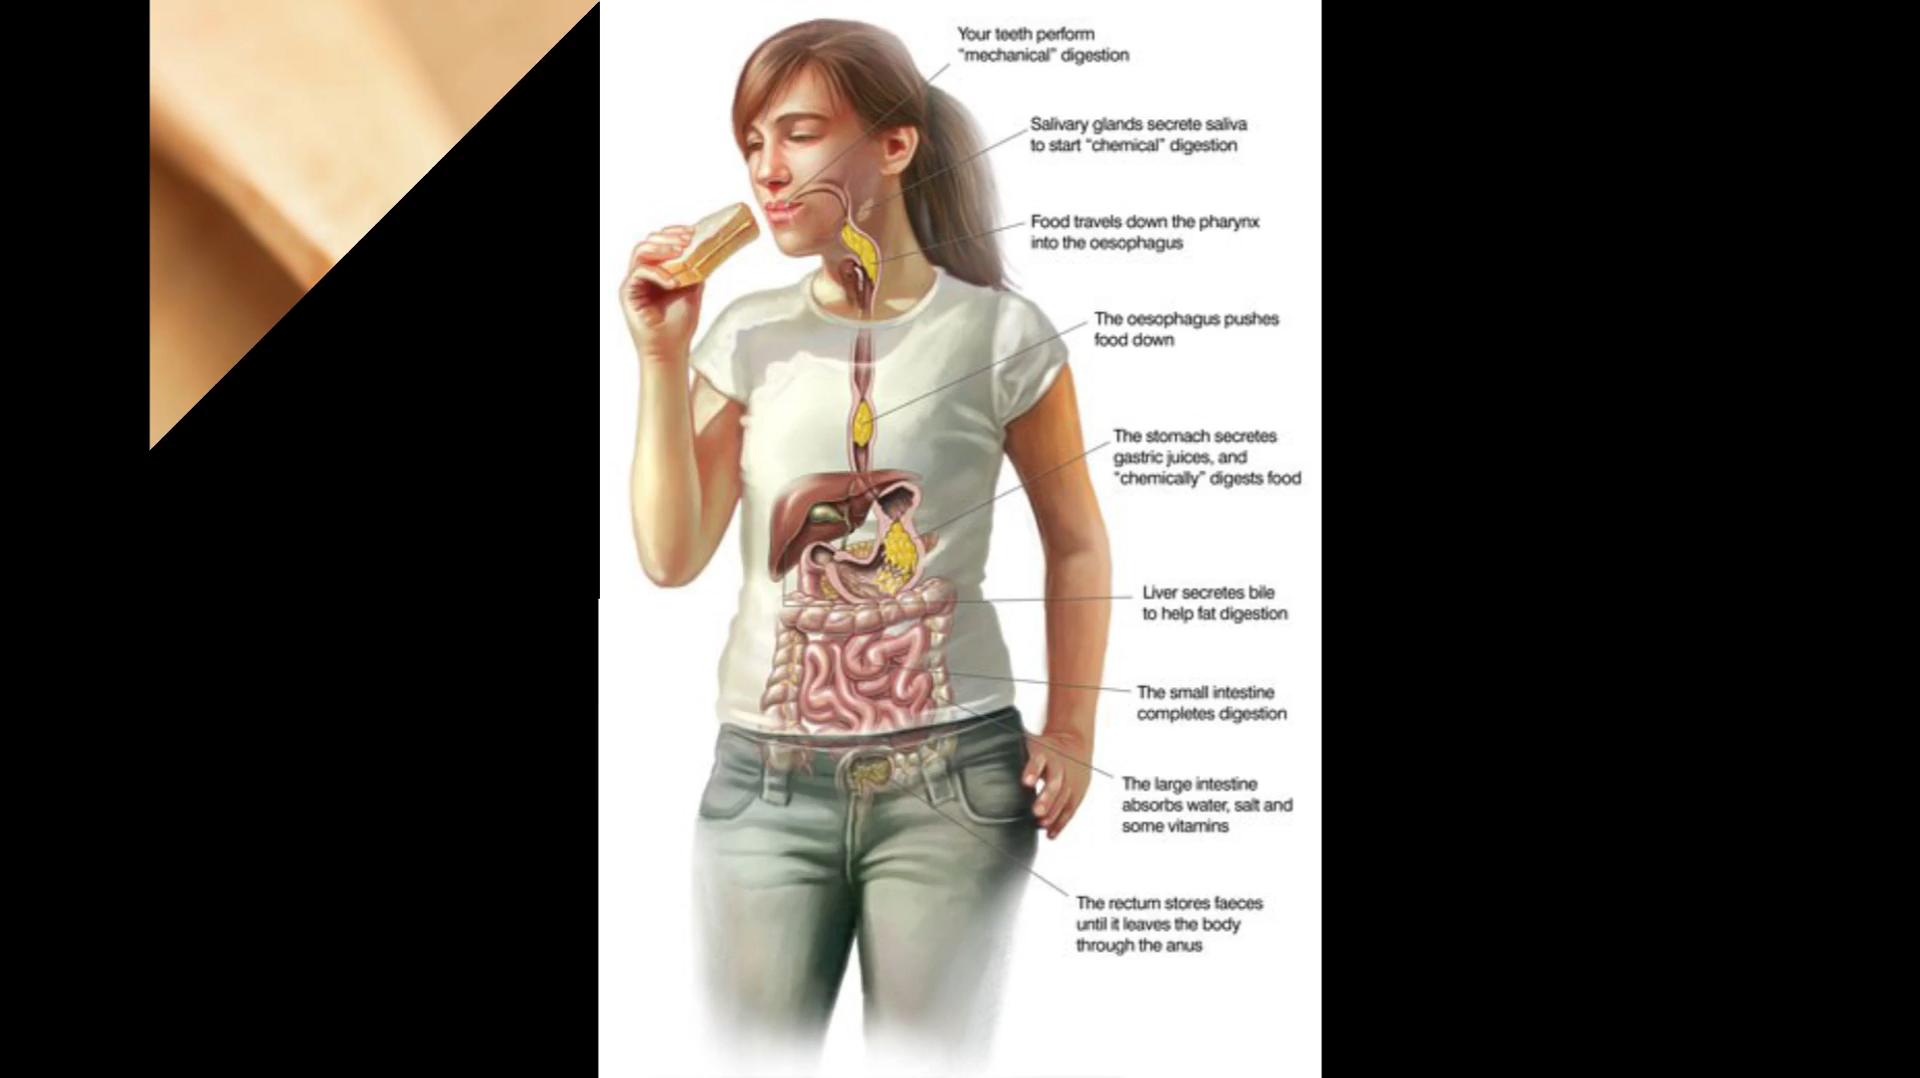 Your teeth perform
“mechanical” digestion
Salivary glands secrete saliva
to start “chemical” digestion
Food travels down the pharynx
into the oesophagus
The oesophagus pushes
food down
The stomach secretes
gastric juices, and
“chemically” digests food
Liver secretes bile
to help fat digestion
The small intestine
completes digestion
The large intestine
absorbs water, salt and
some vitamins
The rectum stores faeces
until it leaves the body
through the anus